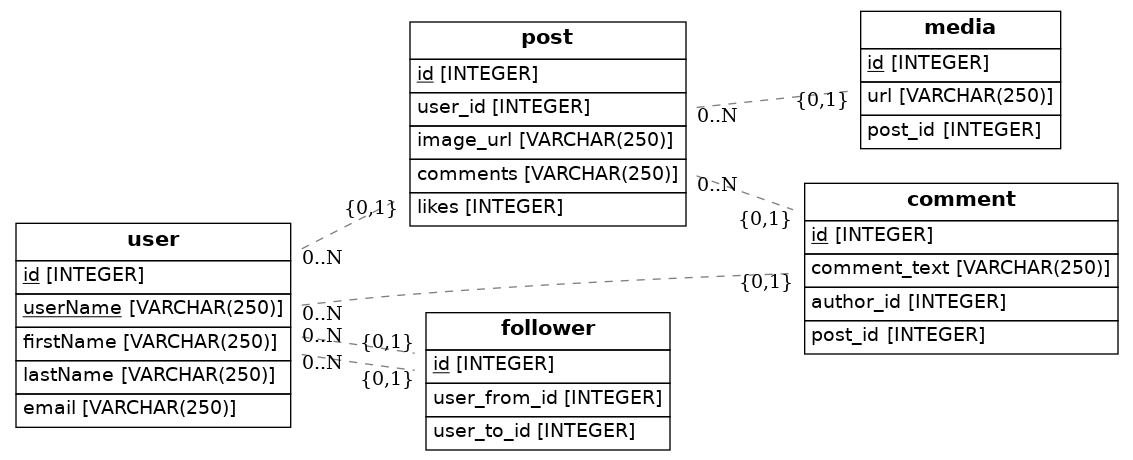 post
id [INTEGER]
user_id [INTEGER]
image_url [VARCHAR(250)]
comments [VARCHAR(250)]
likes [INTEGER]
media
id [INTEGER]
url [VARCHAR(250)]
post_id [INTEGER]
{0,1}
0..N
0..N
{0,1}
comment
id [INTEGER]
comment_text [VARCHAR(250)]
author_id [INTEGER]
post_id [INTEGER]
{0,1}
0..N
user
id [INTEGER]
userName [VARCHAR(250)]
firstName [VARCHAR(250)]
lastName [VARCHAR(250)]
email [VARCHAR(250)]
{0,1}
0..N
0..N
{0,1}
0..N
{0,1}
follower
id [INTEGER]
user_from_id [INTEGER]
user_to_id [INTEGER]